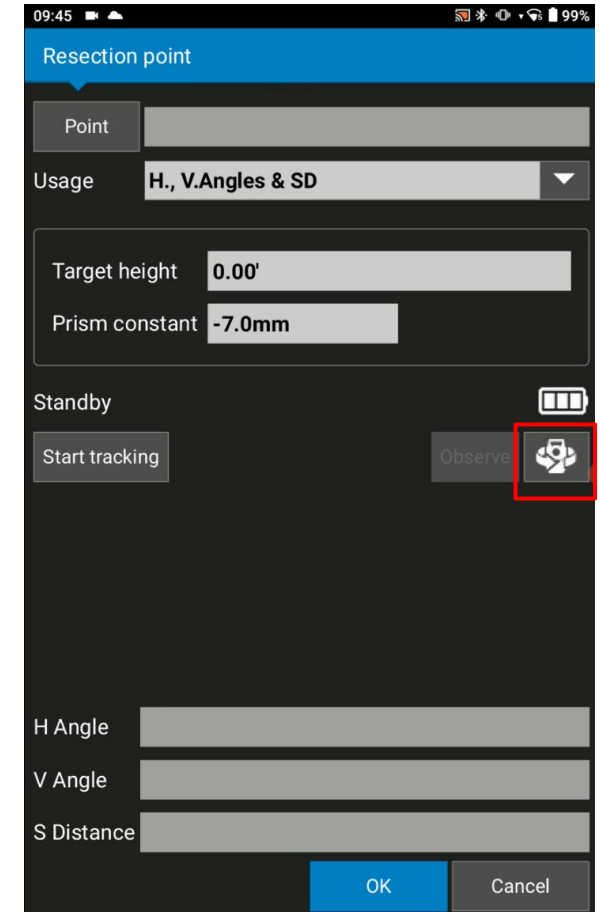 09:45 99%
Resection point
Point
Usage H., V.Angles & SD
Target height 0.00'
Prism constant -7.0mm
Standby
Start tracking Observe
H Angle
V Angle
S Distance
OK Cancel